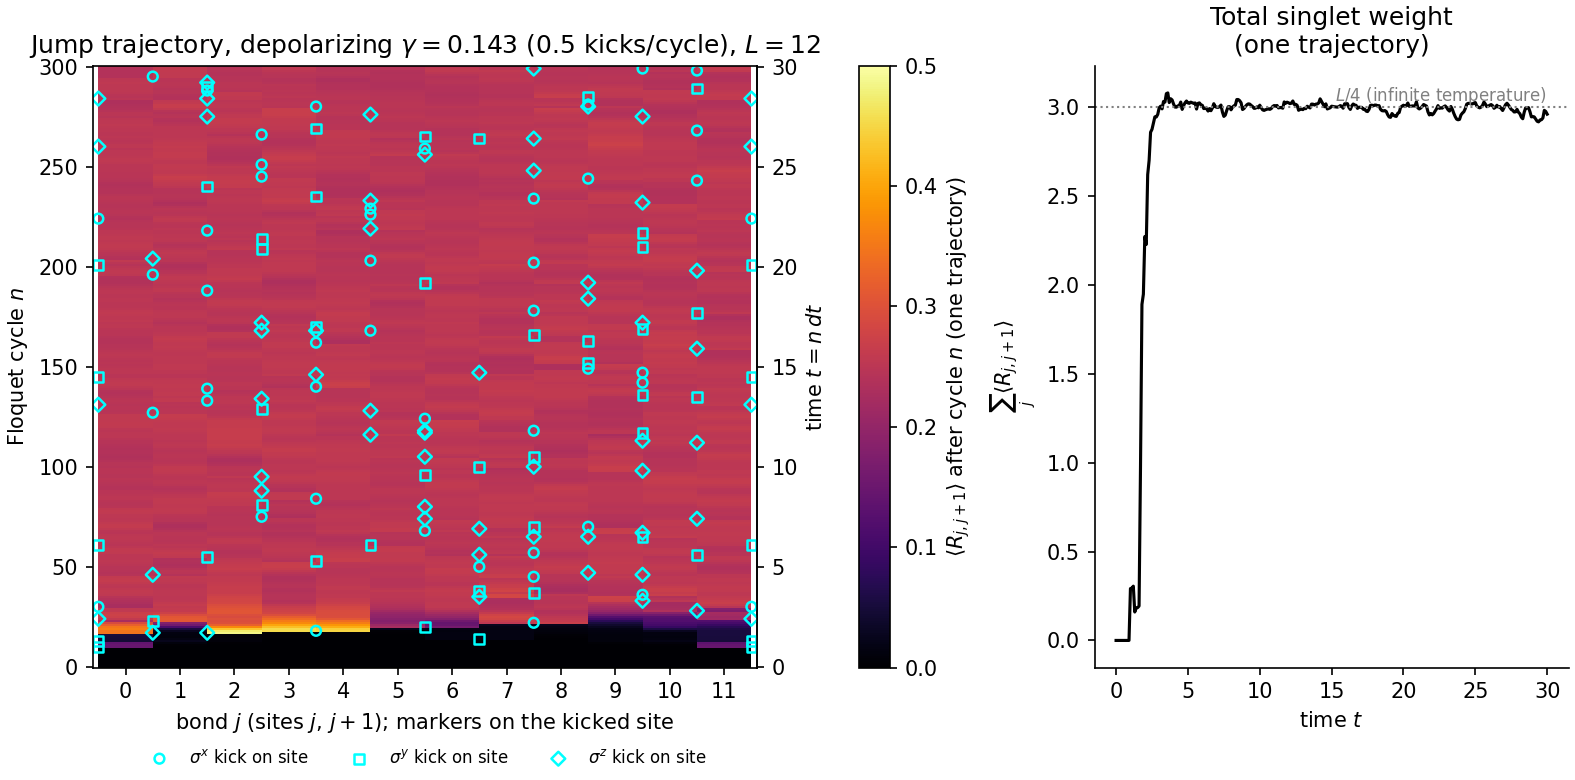 Jump trajectory, depolarizing γ = 0.143 (0.5 kicks/cycle), L = 12
300
250
200
150
100
50
0
Floquet cycle n
0 1 2 3 4 5 6 7 8 9 10 11
bond j (sites j, j + 1); markers on the kicked site
30
25
20
15
10
5
0
time t = n dt
σˣ kick on site
σʸ kick on site
σᶻ kick on site
0.5
0.4
0.3
0.2
0.1
0.0
⟨R_{j, j+1}⟩ after cycle n (one trajectory)
Total singlet weight
(one trajectory)
L/4 (infinite temperature)
3.0
2.5
2.0
1.5
1.0
0.5
0.0
∑_j ⟨R_{j, j+1}⟩
0 5 10 15 20 25 30
time t